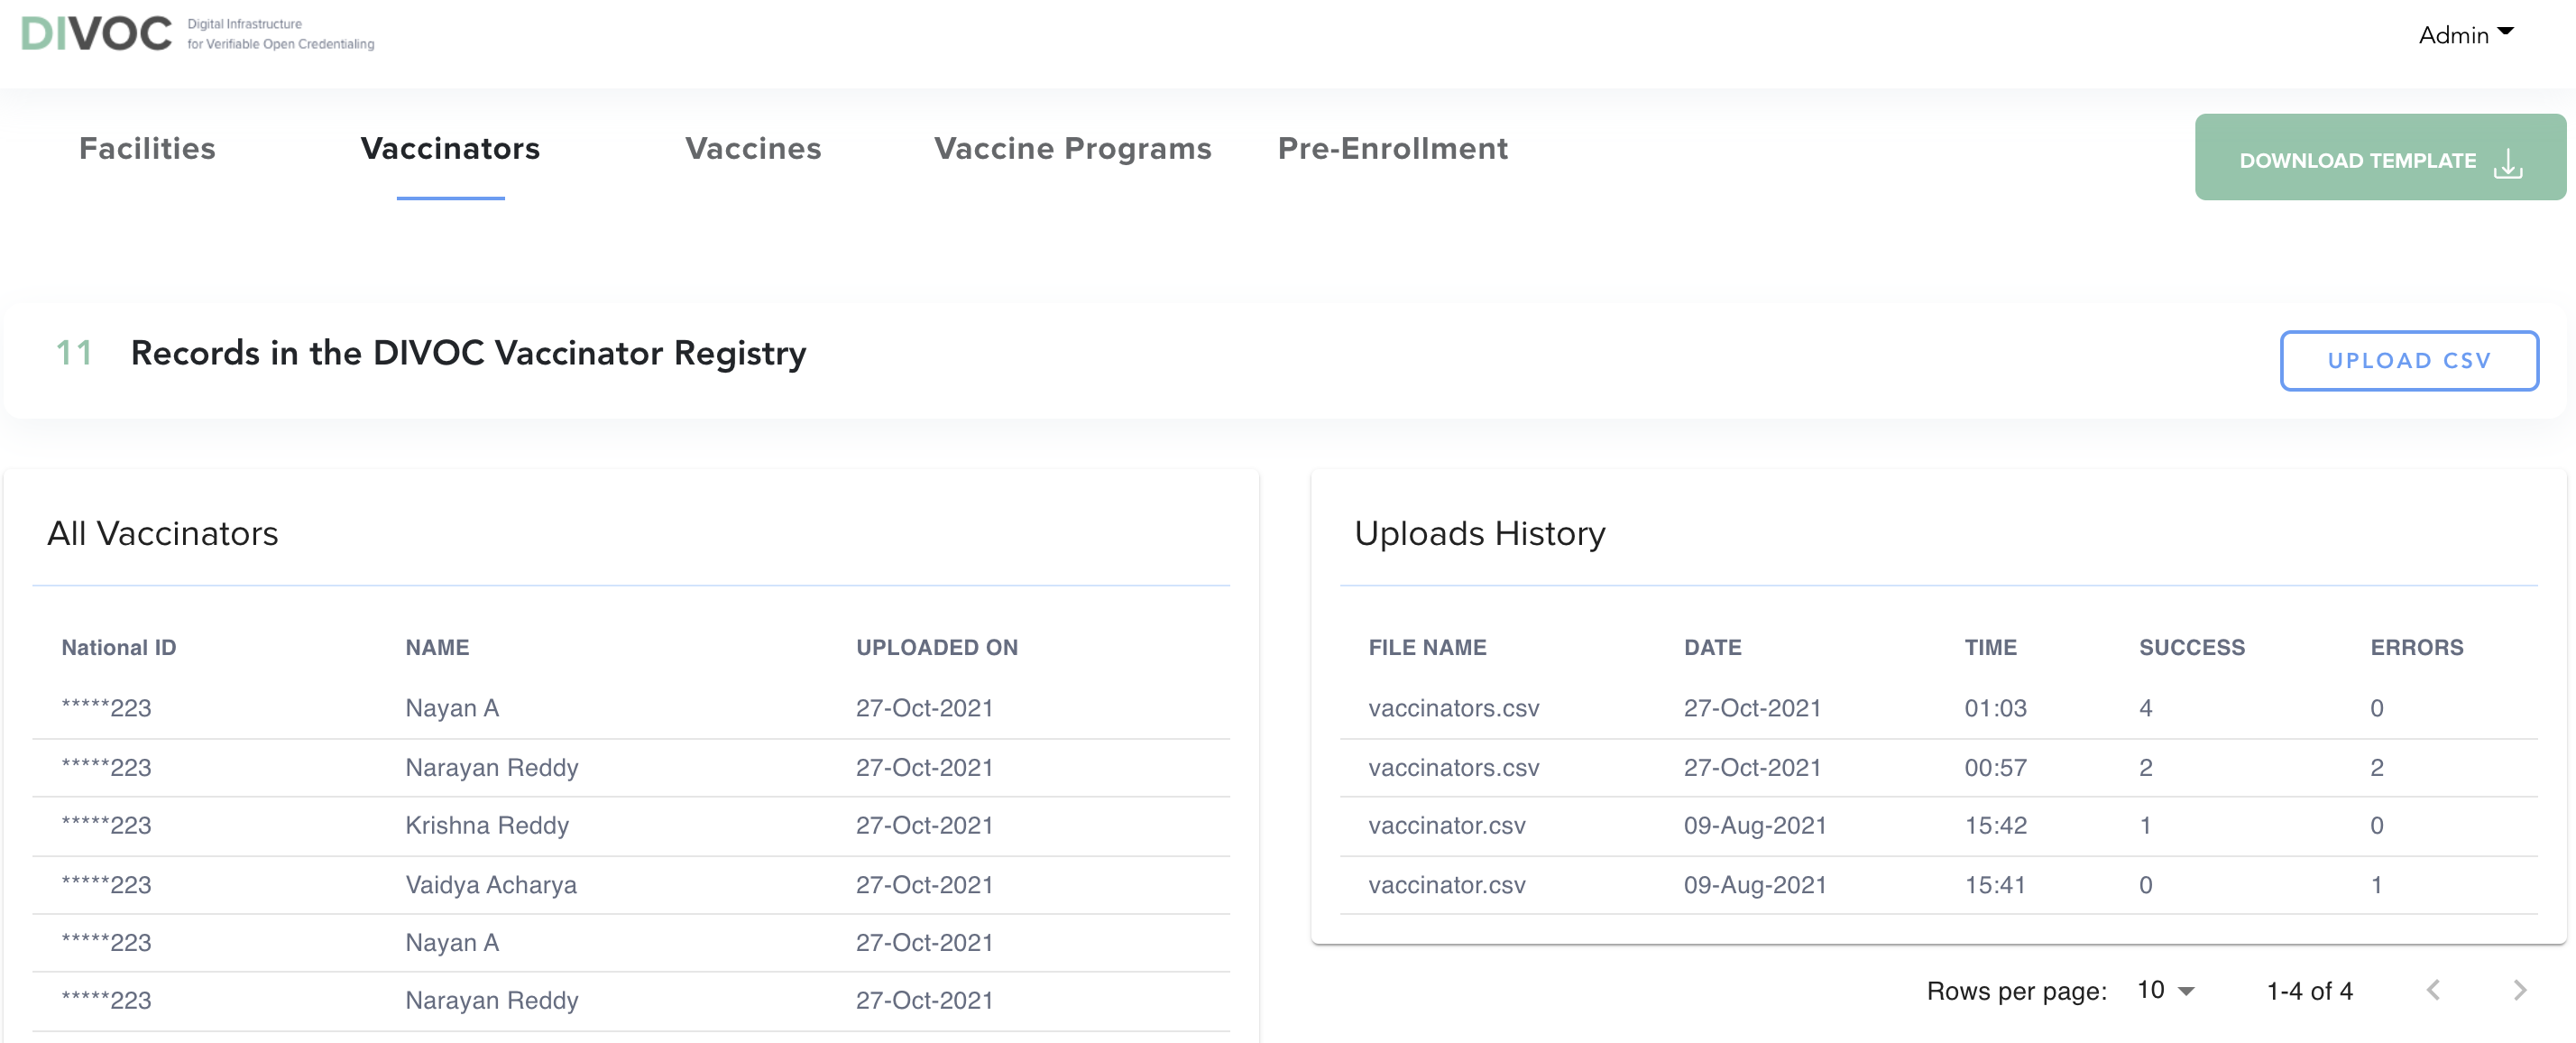 DIVOC
Digital Infrastructure
for Verifiable Open Credentialing
Admin
Facilities Vaccinators Vaccines Vaccine Programs Pre-Enrollment
DOWNLOAD TEMPLATE
11 Records in the DIVOC Vaccinator Registry
UPLOAD CSV
All Vaccinators
National ID NAME UPLOADED ON
*****223 Nayan A 27-Oct-2021
*****223 Narayan Reddy 27-Oct-2021
*****223 Krishna Reddy 27-Oct-2021
*****223 Vaidya Acharya 27-Oct-2021
*****223 Nayan A 27-Oct-2021
*****223 Narayan Reddy 27-Oct-2021
Uploads History
FILE NAME DATE TIME SUCCESS ERRORS
vaccinators.csv 27-Oct-2021 01:03 4 0
vaccinators.csv 27-Oct-2021 00:57 2 2
vaccinator.csv 09-Aug-2021 15:42 1 0
vaccinator.csv 09-Aug-2021 15:41 0 1
Rows per page: 10 1-4 of 4